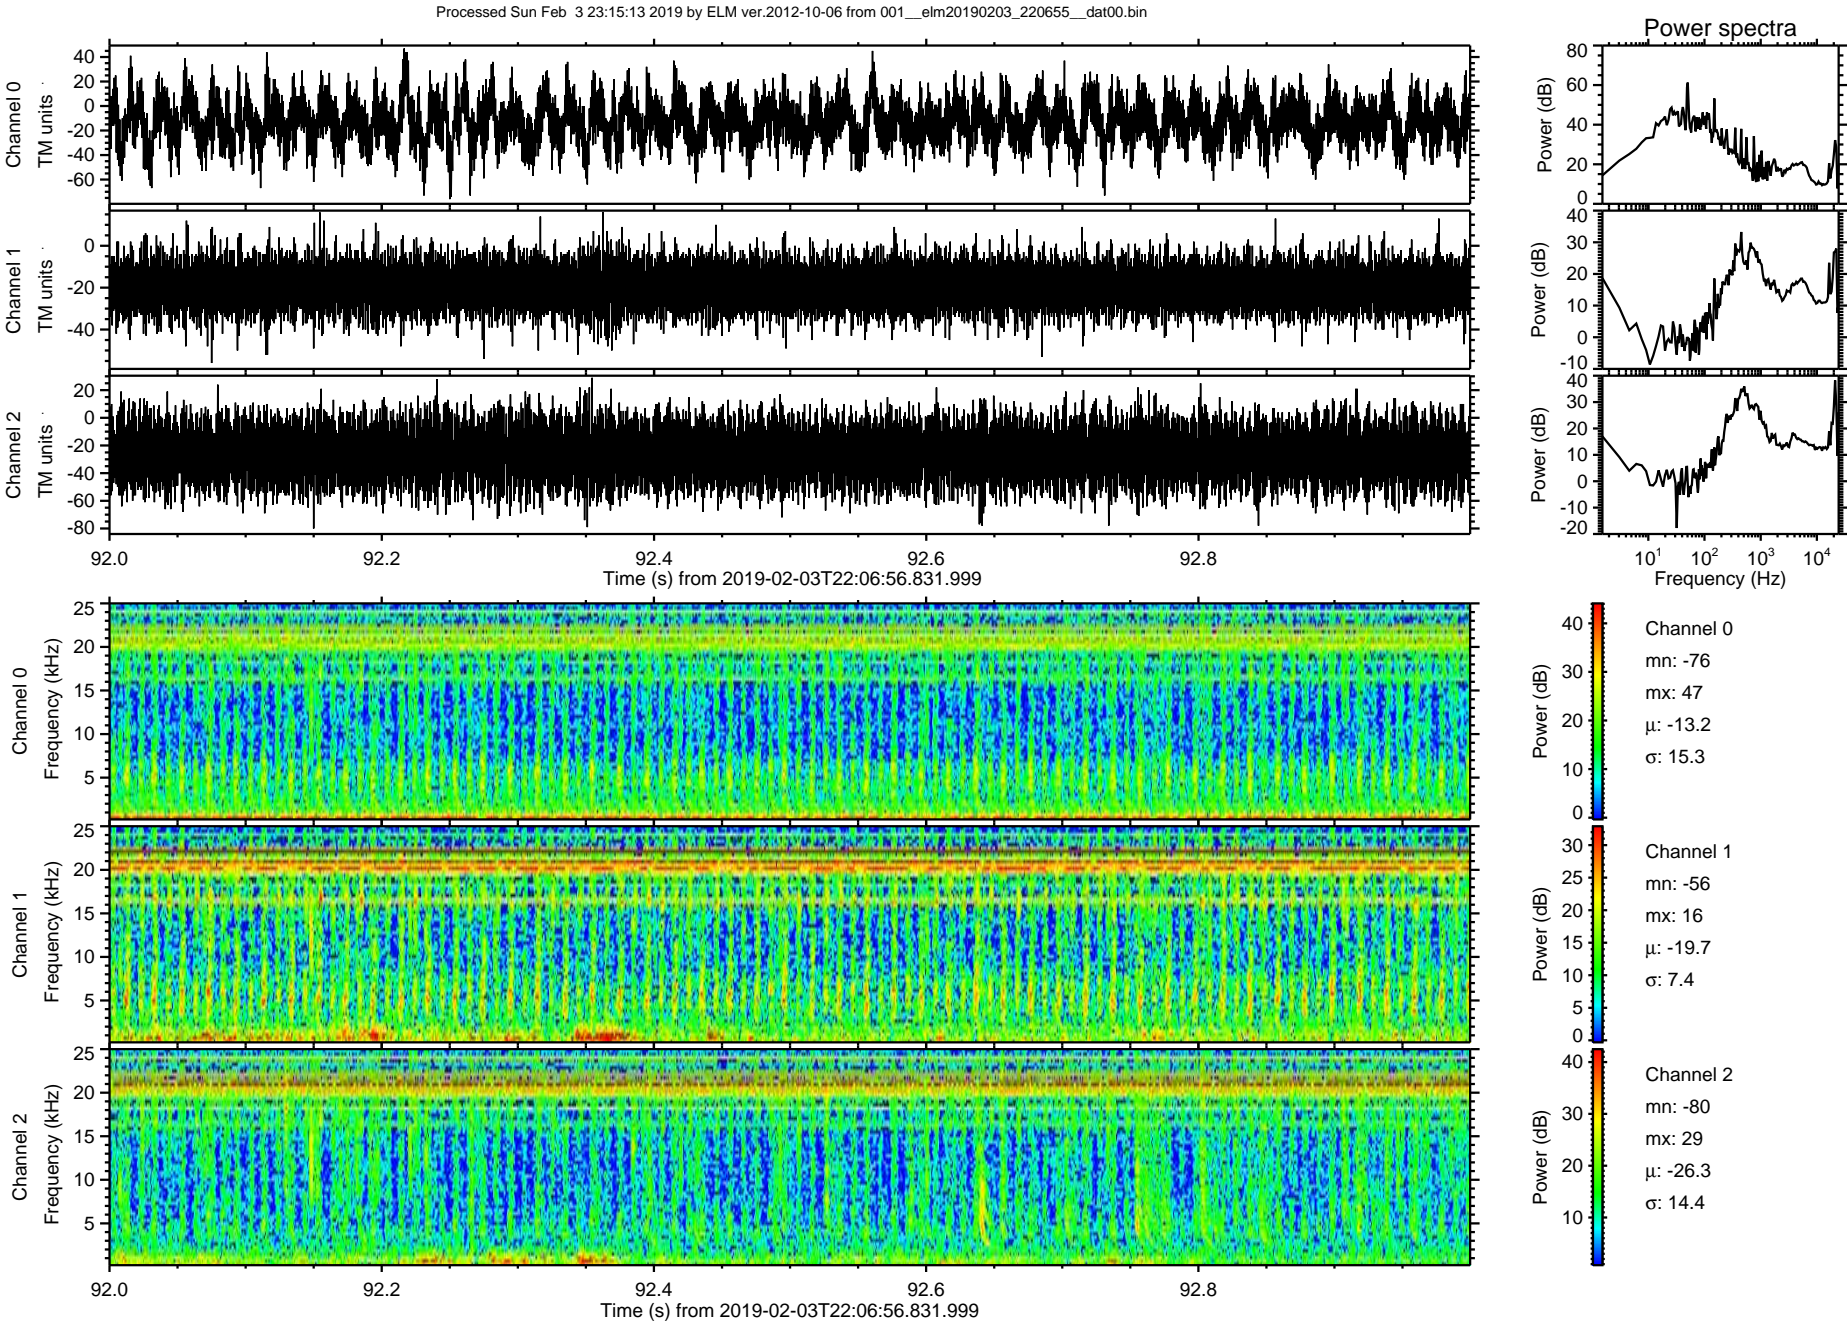 Processed Sun Feb  3 23:15:13 2019 by ELM ver.2012-10-06 from 001__elm20190203_220655__dat00.bin
Power spectra
Channel 0
TM units
40
20
0
-20
-40
-60
Power (dB)
80
60
40
20
0
Channel 1
TM units
0
-20
-40
Power (dB)
40
30
20
10
0
-10
Channel 2
TM units
20
0
-20
-40
-60
-80
Power (dB)
40
30
20
10
0
-10
-20
92.0 92.2 92.4 92.6 92.8
Time (s) from 2019-02-03T22:06:56.831.999
10¹ 10² 10³ 10⁴
Frequency (Hz)
Channel 0
Frequency (kHz)
25
20
15
10
5
Power (dB)
40
30
20
10
0
Channel 0
mn: -76
mx: 47
μ: -13.2
σ: 15.3
Channel 1
Frequency (kHz)
25
20
15
10
5
Power (dB)
30
25
20
15
10
5
0
Channel 1
mn: -56
mx: 16
μ: -19.7
σ: 7.4
Channel 2
Frequency (kHz)
25
20
15
10
5
Power (dB)
40
30
20
10
Channel 2
mn: -80
mx: 29
μ: -26.3
σ: 14.4
92.0 92.2 92.4 92.6 92.8
Time (s) from 2019-02-03T22:06:56.831.999